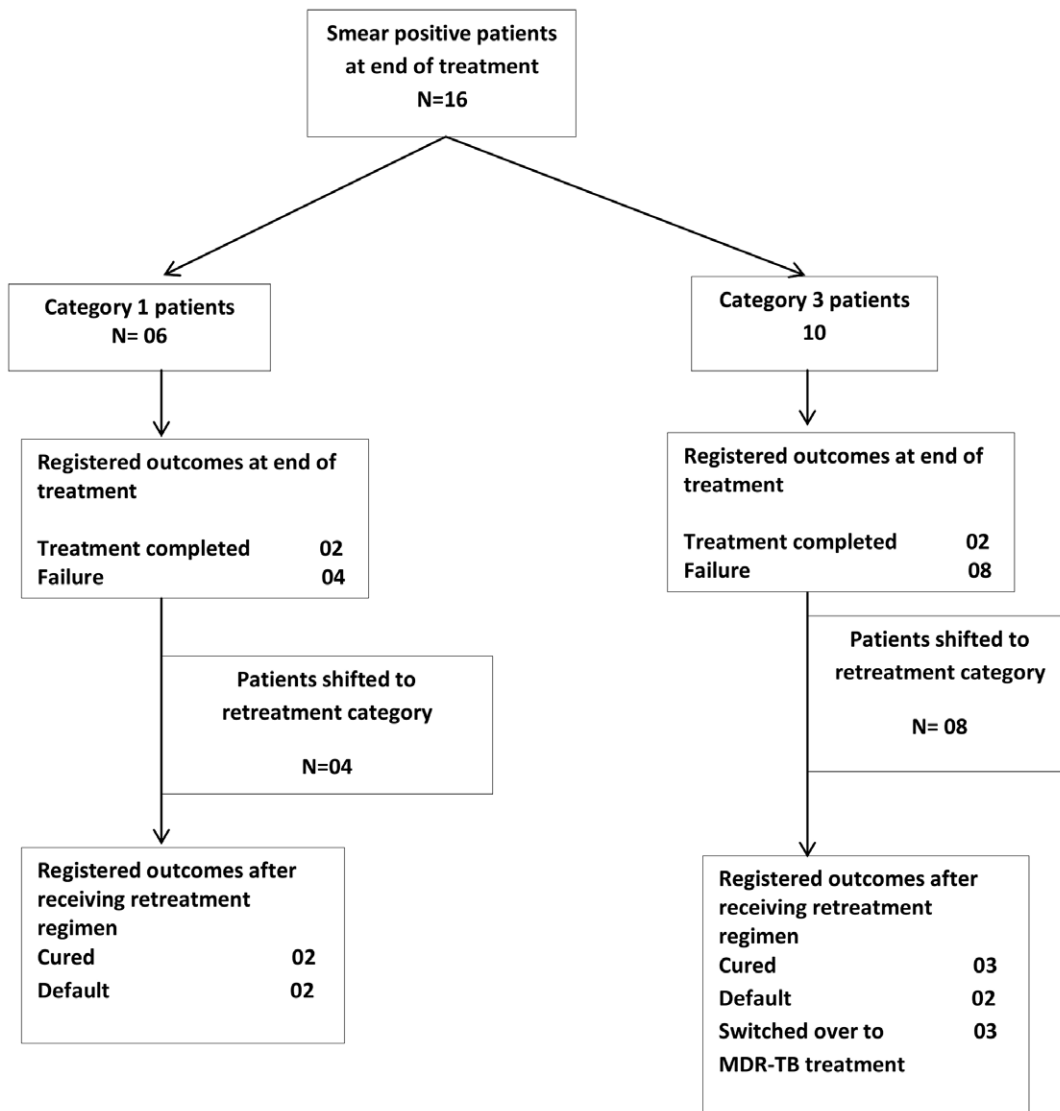 Smear positive patients
at end of treatment
N=16
Category 1 patients
N= 06
Category 3 patients
10
Registered outcomes at end of
treatment
Treatment completed 02
Failure 04
Registered outcomes at end of
treatment
Treatment completed 02
Failure 08
Patients shifted to
retreatment category
N=04
Patients shifted to
retreatment category
N= 08
Registered outcomes after
receiving retreatment
regimen
Cured 02
Default 02
Registered outcomes after
receiving retreatment
regimen
Cured 03
Default 02
Switched over to 03
MDR-TB treatment